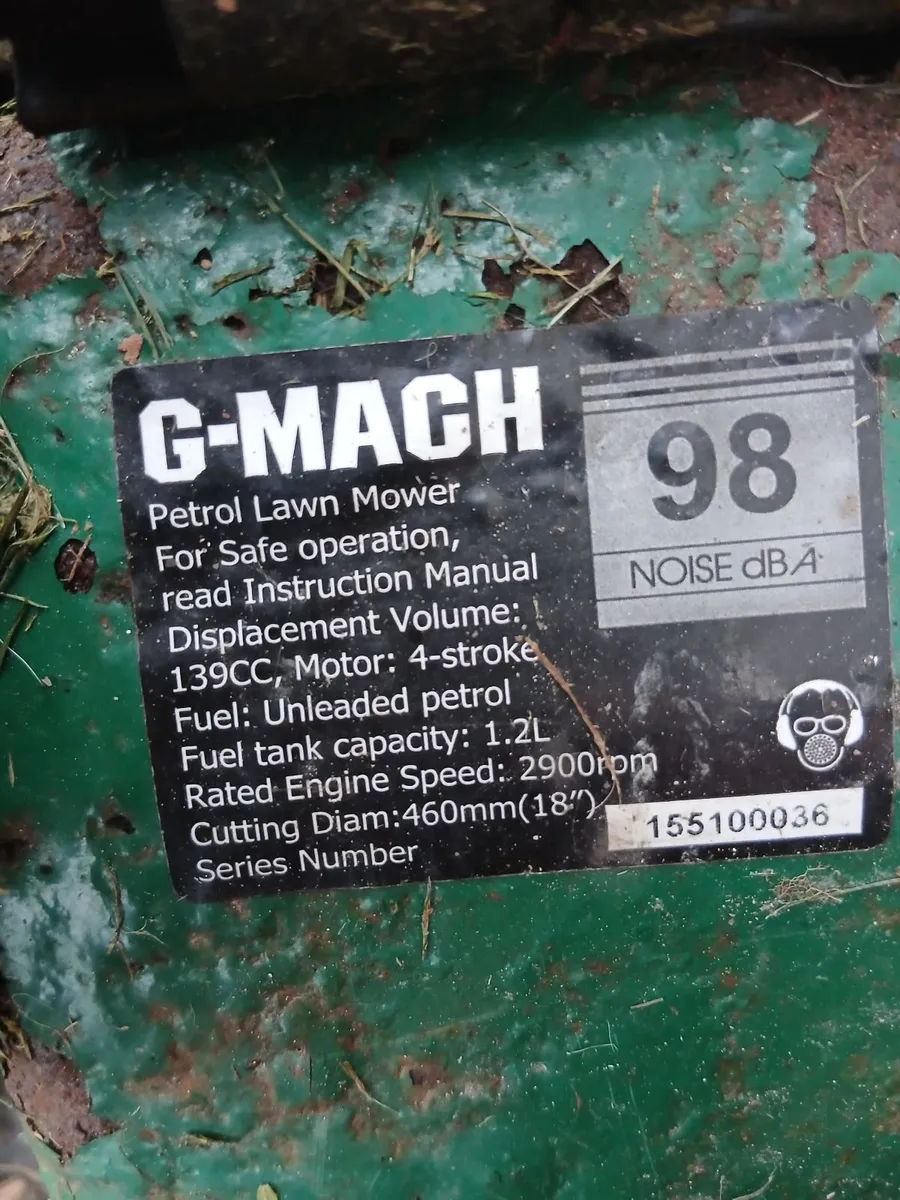 G-MACH
Petrol Lawn Mower
For Safe operation,
read Instruction Manual
Displacement Volume:
139CC, Motor: 4-stroke
Fuel: Unleaded petrol
Fuel tank capacity: 1.2L
Rated Engine Speed: 2900rpm
Cutting Diam:460mm(18″)
Series Number
155100036
98
NOISE dBA